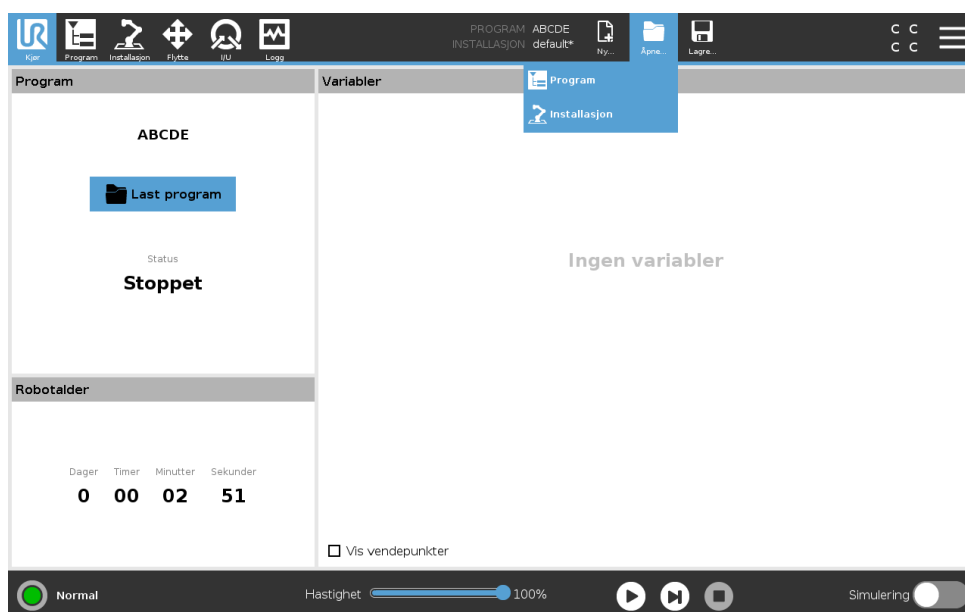 UR
PROGRAM ABCDE
INSTALLASJON default*
C C
C C
Kjør Program Installasjon Flytte I/U Logg Ny... Åpne... Lagre...
Program
Installasjon
Program
ABCDE
Last program
Status
Stoppet
Variabler
Ingen variabler
Vis vendepunkter
Robotalder
Dager Timer Minutter Sekunder
0 00 02 51
Normal Hastighet 100% Simulering